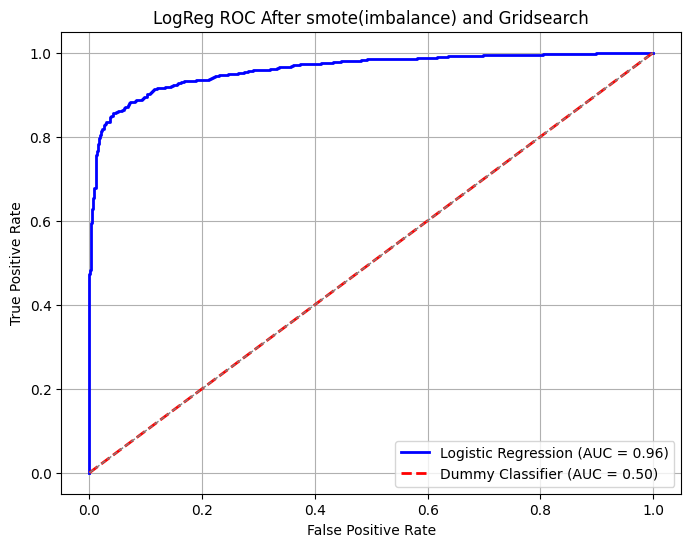 LogReg ROC After smote(imbalance) and Gridsearch
True Positive Rate
1.0
0.8
0.6
0.4
0.2
0.0
0.0 0.2 0.4 0.6 0.8 1.0
False Positive Rate
Logistic Regression (AUC = 0.96)
Dummy Classifier (AUC = 0.50)